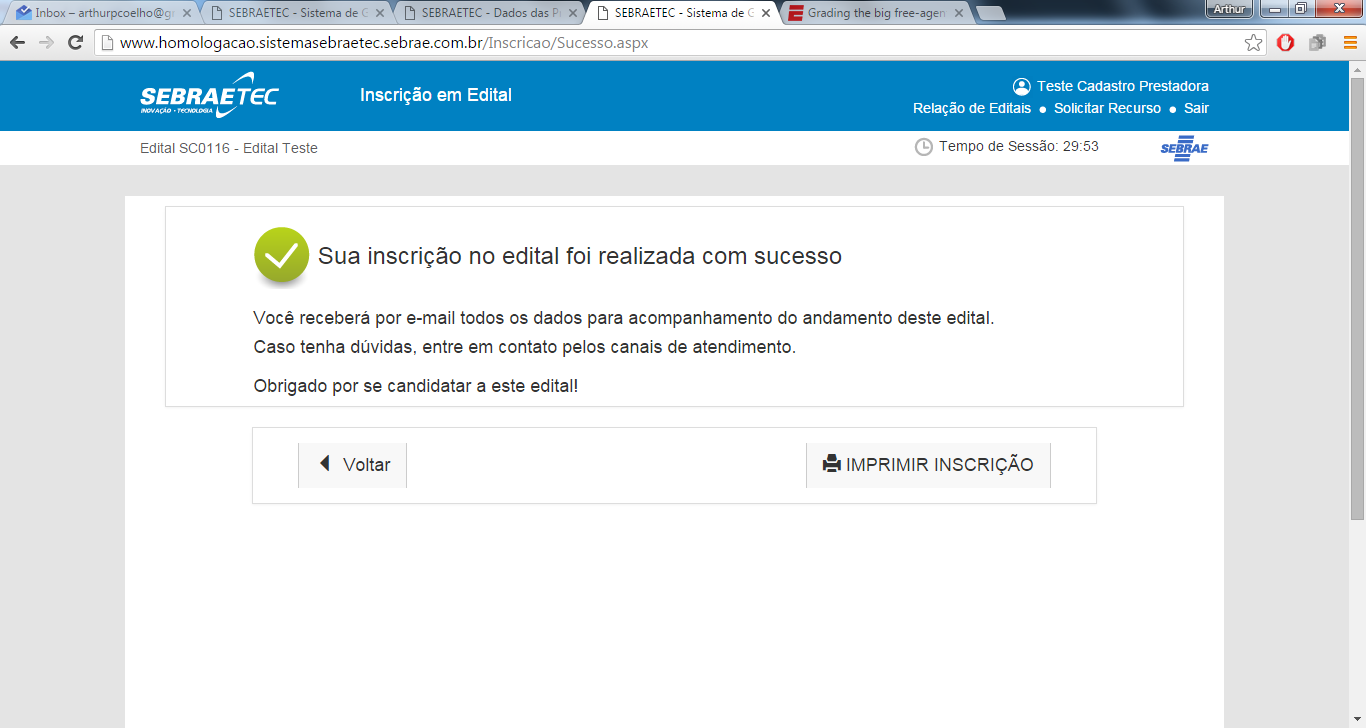 Inbox – arthurpcoelho@gr
SEBRAETEC - Sistema de G
SEBRAETEC - Dados das Pr
SEBRAETEC - Sistema de G
Grading the big free-agen
Arthur
www.homologacao.sistemasebraetec.sebrae.com.br/Inscricao/Sucesso.aspx
SEBRAETEC
INOVAÇÃO • TECNOLOGIA
Inscrição em Edital
Teste Cadastro Prestadora
Relação de Editais ● Solicitar Recurso ● Sair
Edital SC0116 - Edital Teste
Tempo de Sessão: 29:53
SEBRAE
Sua inscrição no edital foi realizada com sucesso
Você receberá por e-mail todos os dados para acompanhamento do andamento deste edital.
Caso tenha dúvidas, entre em contato pelos canais de atendimento.
Obrigado por se candidatar a este edital!
Voltar
IMPRIMIR INSCRIÇÃO